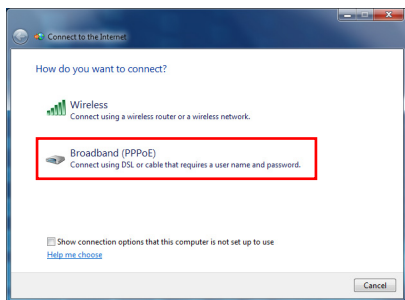 Connect to the Internet
How do you want to connect?
Wireless
Connect using a wireless router or a wireless network.
Broadband (PPPoE)
Connect using DSL or cable that requires a user name and password.
Show connection options that this computer is not set up to use
Help me choose
Cancel